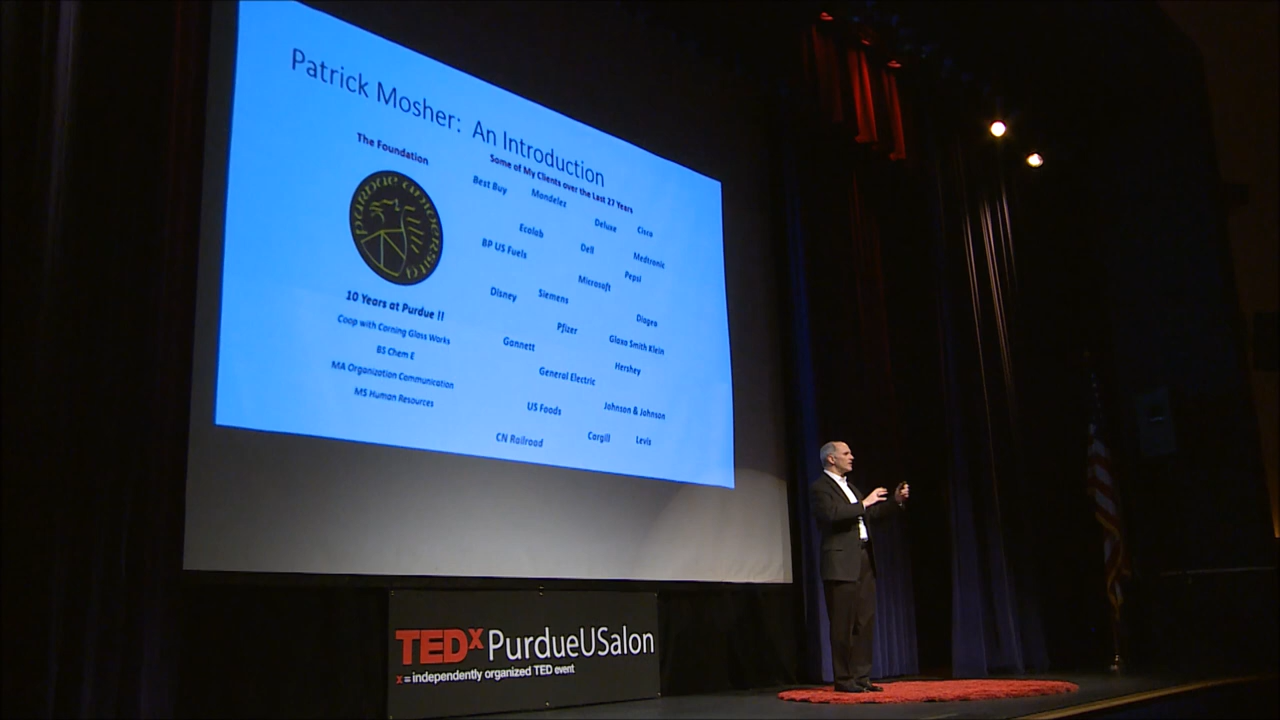 Patrick Mosher: An Introduction
The Foundation
PURDUE UNIVERSITY
10 Years at Purdue !!
Coop with Corning Glass Works
BS Chem E
MA Organization Communication
MS Human Resources
Some of My Clients over the Last 27 Years
Best Buy
Mondelez
Deluxe
Cisco
Ecolab
Dell
BP US Fuels
Medtronic
Microsoft
Pepsi
Disney
Siemens
Diageo
Pfizer
Gannett
Glaxo Smith Klein
General Electric
Hershey
US Foods
Johnson & Johnson
CN Railroad
Cargill
Levis
TEDx PurdueUSalon
x = independently organized TED event